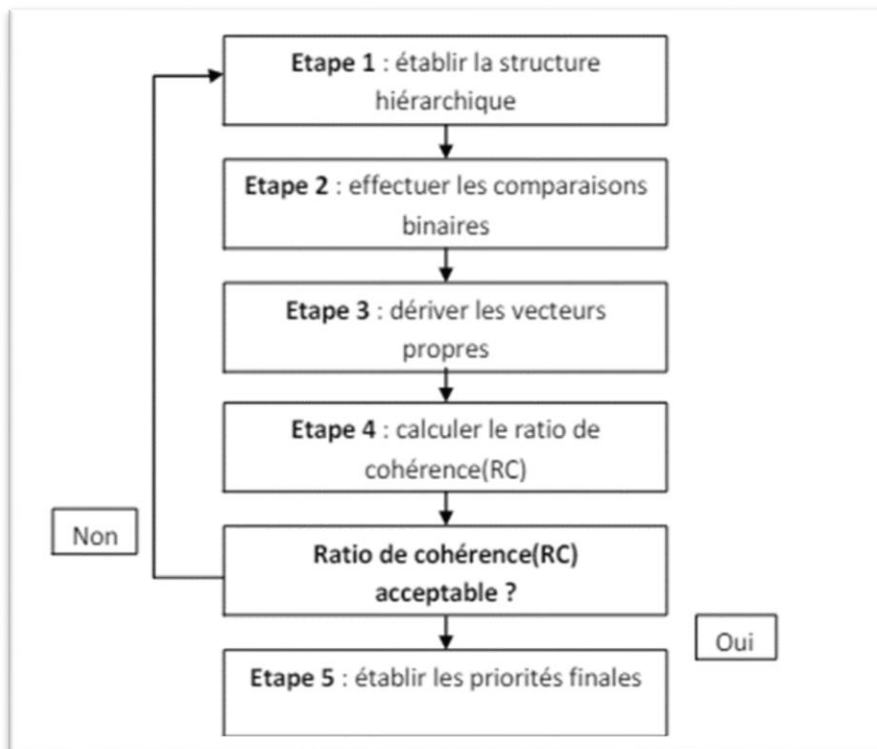 Etape 1 : établir la structure
hiérarchique
Etape 2 : effectuer les comparaisons
binaires
Etape 3 : dériver les vecteurs
propres
Etape 4 : calculer le ratio de
cohérence(RC)
Non
Ratio de cohérence(RC)
acceptable ?
Oui
Etape 5 : établir les priorités finales